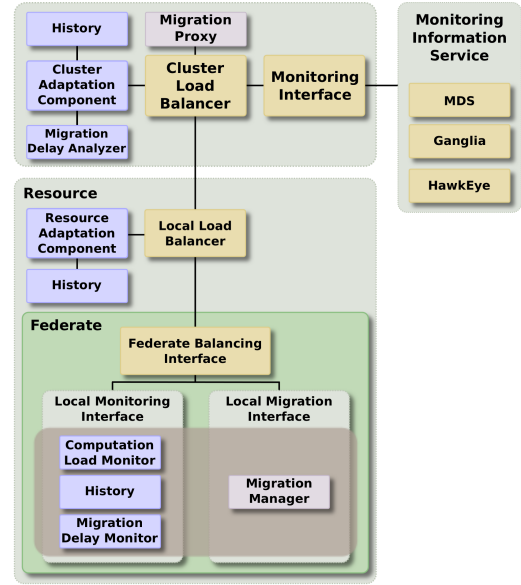 History
Migration
Proxy
Cluster
Adaptation
Component
Cluster
Load
Balancer
Monitoring
Interface
Migration
Delay Analyzer
Monitoring
Information
Service
MDS
Ganglia
HawkEye
Resource
Resource
Adaptation
Component
Local Load
Balancer
History
Federate
Federate Balancing
Interface
Local Monitoring
Interface
Local Migration
Interface
Computation
Load Monitor
History
Migration
Delay Monitor
Migration
Manager